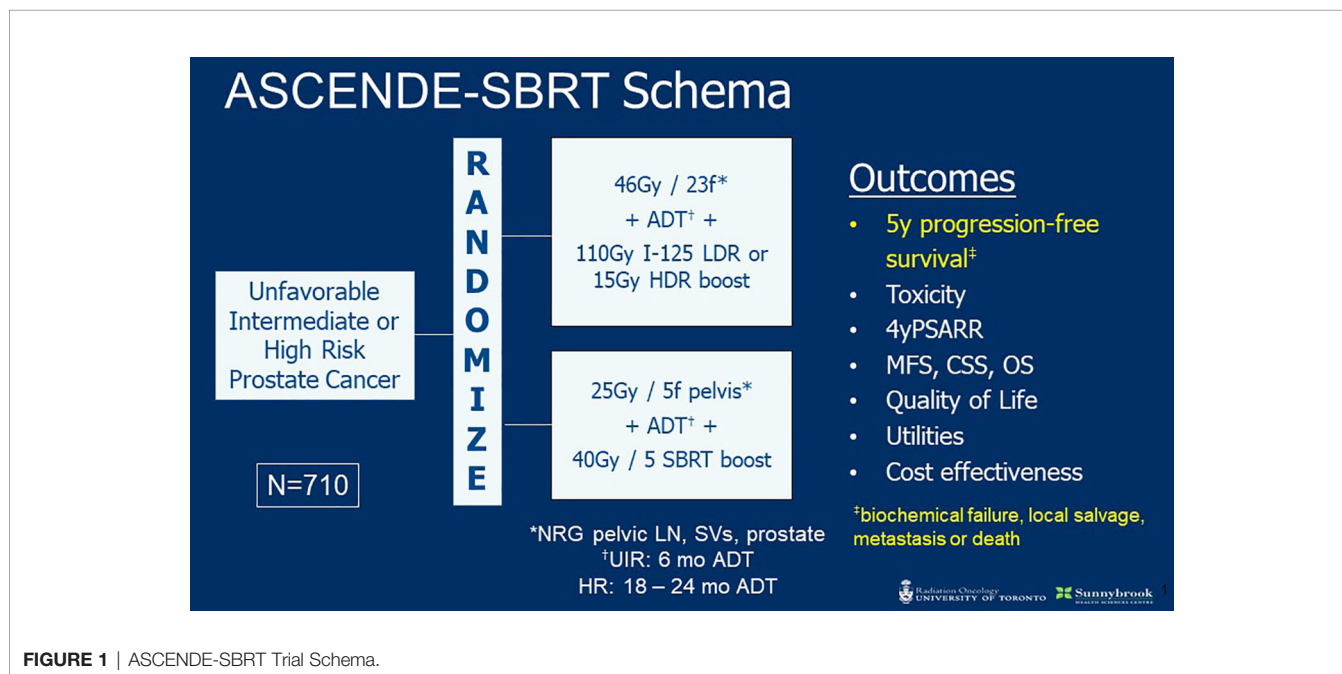 ASCENDE-SBRT Schema
Unfavorable
Intermediate or
High Risk
Prostate Cancer
N=710
R
A
N
D
O
M
I
Z
E
46Gy / 23f*
+ ADT† +
110Gy I-125 LDR or
15Gy HDR boost
25Gy / 5f pelvis*
+ ADT† +
40Gy / 5 SBRT boost
*NRG pelvic LN, SVs, prostate
†UIR: 6 mo ADT
HR: 18 – 24 mo ADT
Outcomes
• 5y progression-free
survival‡
• Toxicity
• 4yPSARR
• MFS, CSS, OS
• Quality of Life
• Utilities
• Cost effectiveness
‡biochemical failure, local salvage,
metastasis or death
Radiation Oncology
UNIVERSITY OF TORONTO
Sunnybrook
HEALTH SCIENCES CENTRE
1
FIGURE 1 | ASCENDE-SBRT Trial Schema.